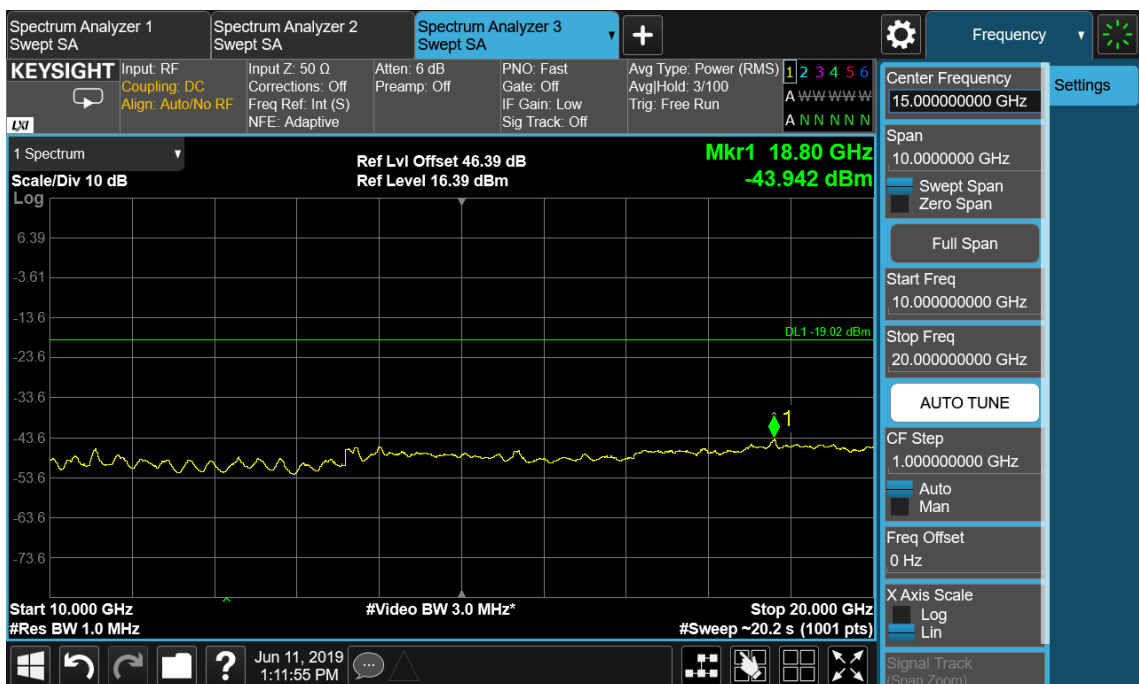 Spectrum Analyzer 1
Swept SA
Spectrum Analyzer 2
Swept SA
Spectrum Analyzer 3
Swept SA
Frequency
KEYSIGHT
LXI
Input: RF
Coupling: DC
Align: Auto/No RF
Input Z: 50 Ω
Corrections: Off
Freq Ref: Int (S)
NFE: Adaptive
Atten: 6 dB
Preamp: Off
PNO: Fast
Gate: Off
IF Gain: Low
Sig Track: Off
Avg Type: Power (RMS)
Avg|Hold: 3/100
Trig: Free Run
1 2 3 4 5 6
A W W W W W
A N N N N N
1 Spectrum
Scale/Div 10 dB
Ref Lvl Offset 46.39 dB
Ref Level 16.39 dBm
Mkr1 18.80 GHz
-43.942 dBm
Log
6.39
-3.61
-13.6
DL1 -19.02 dBm
-23.6
-33.6
1
-43.6
-53.6
-63.6
-73.6
Start 10.000 GHz
#Res BW 1.0 MHz
#Video BW 3.0 MHz*
Stop 20.000 GHz
#Sweep ~20.2 s (1001 pts)
Center Frequency
15.000000000 GHz
Settings
Span
10.0000000 GHz
Swept Span
Zero Span
Full Span
Start Freq
10.000000000 GHz
Stop Freq
20.000000000 GHz
AUTO TUNE
CF Step
1.000000000 GHz
Auto
Man
Freq Offset
0 Hz
X Axis Scale
Log
Lin
Signal Track
(Span Zoom)
?
Jun 11, 2019
1:11:55 PM